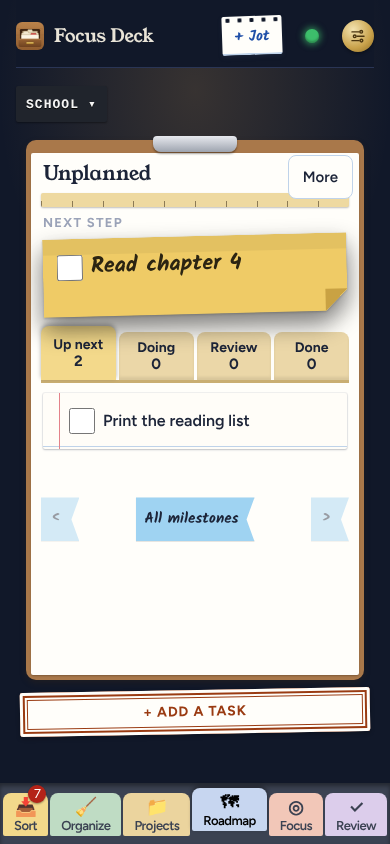 Focus Deck
+ Jot
SCHOOL ▾
Unplanned
More
NEXT STEP
Read chapter 4
Up next
2
Doing
0
Review
0
Done
0
Print the reading list
<
All milestones
>
+ ADD A TASK
7
Sort
Organize
Projects
Roadmap
Focus
Review